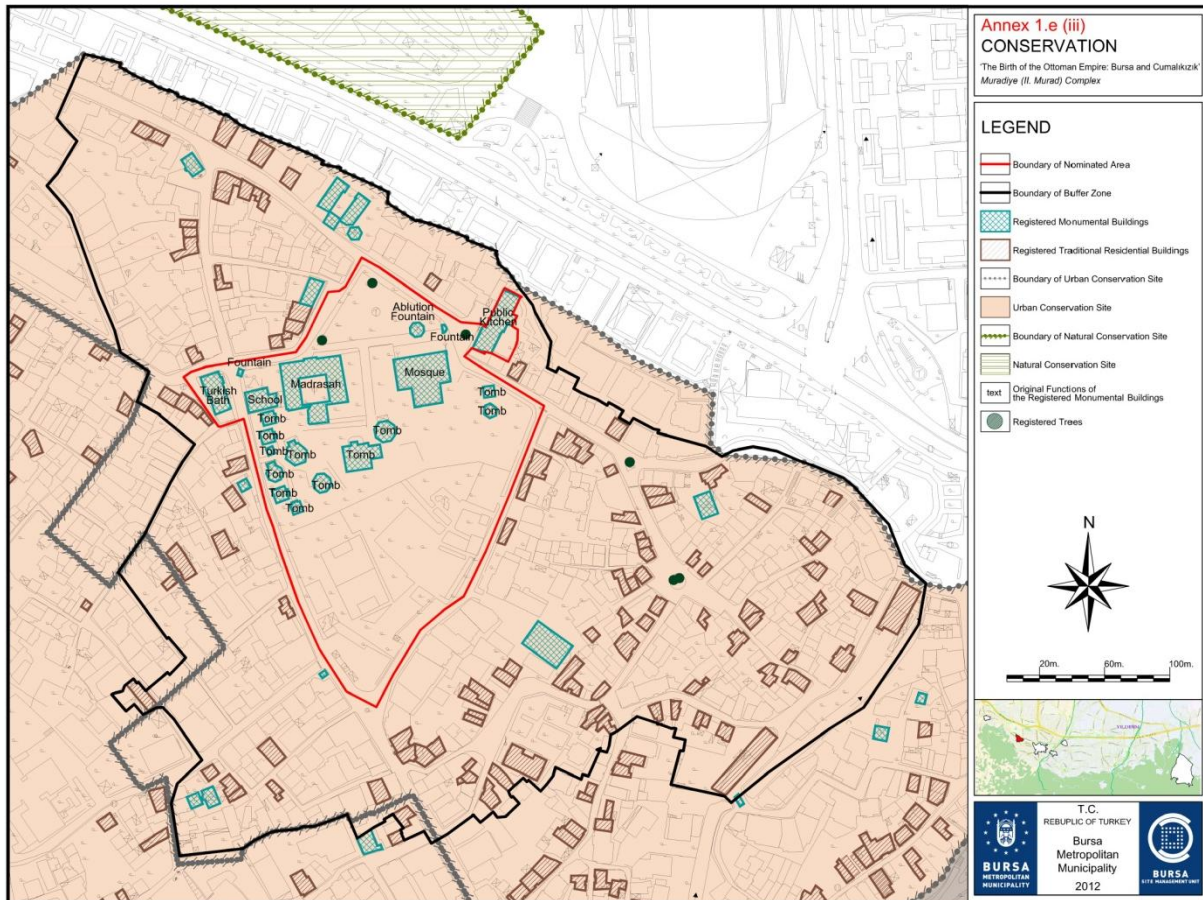 Annex 1.e (iii)
CONSERVATION
'The Birth of the Ottoman Empire: Bursa and Cumalıkızık'
Muradiye (II. Murad) Complex
LEGEND
Boundary of Nominated Area
Boundary of Buffer Zone
Registered Monumental Buildings
Registered Traditional Residential Buildings
Boundary of Urban Conservation Site
Urban Conservation Site
Boundary of Natural Conservation Site
Natural Conservation Site
text
Original Functions of
the Registered Monumental Buildings
Registered Trees
N
20m. 60m. 100m.
T.C.
REBUPLIC OF TURKEY
Bursa
Metropolitan
Municipality
2012
BURSA
METROPOLITAN
MUNICIPALITY
BURSA
SITE MANAGEMENT UNIT
Ablution
Fountain
Fountain
Public
Kitchen
Fountain
Turkish
Bath
School
Madrasah
Mosque
Tomb
Tomb
Tomb
Tomb
Tomb
Tomb
Tomb
Tomb
Tomb
Tomb
Tomb
Tomb
Tomb